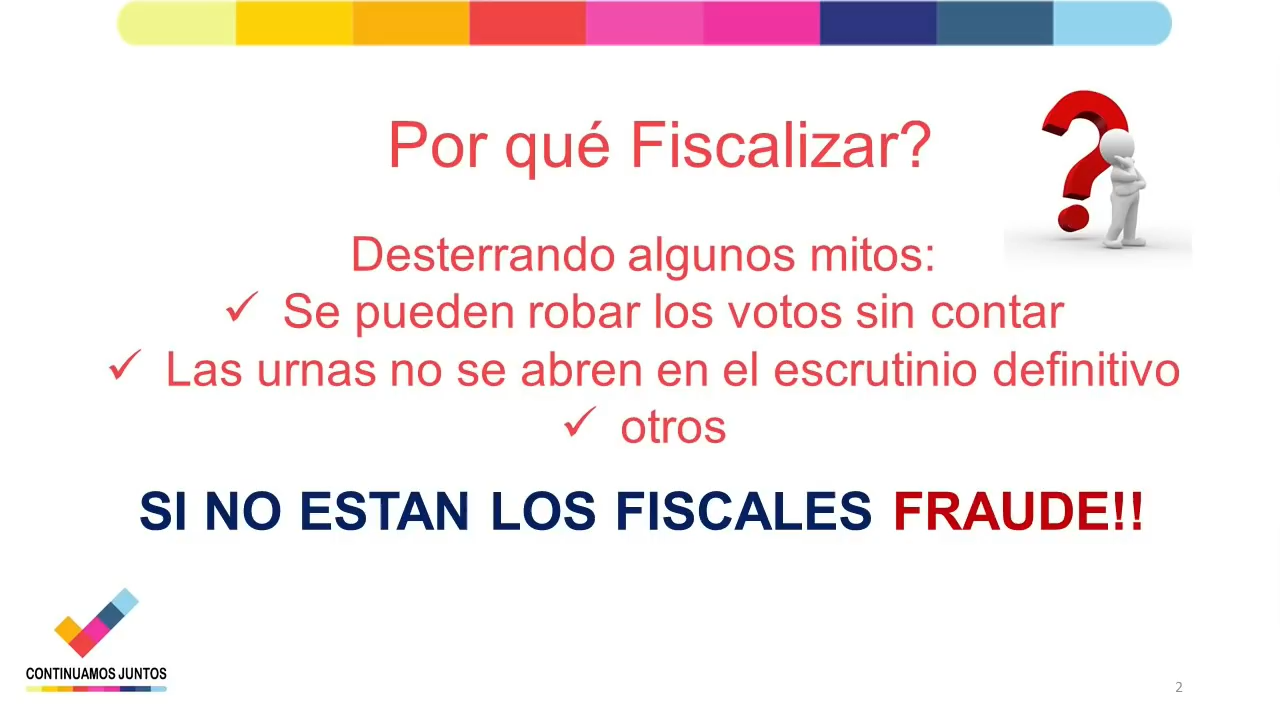 Por qué Fiscalizar?
Desterrando algunos mitos:
✓ Se pueden robar los votos sin contar
✓ Las urnas no se abren en el escrutinio definitivo
✓ otros
SI NO ESTAN LOS FISCALES FRAUDE!!
CONTINUAMOS JUNTOS
2